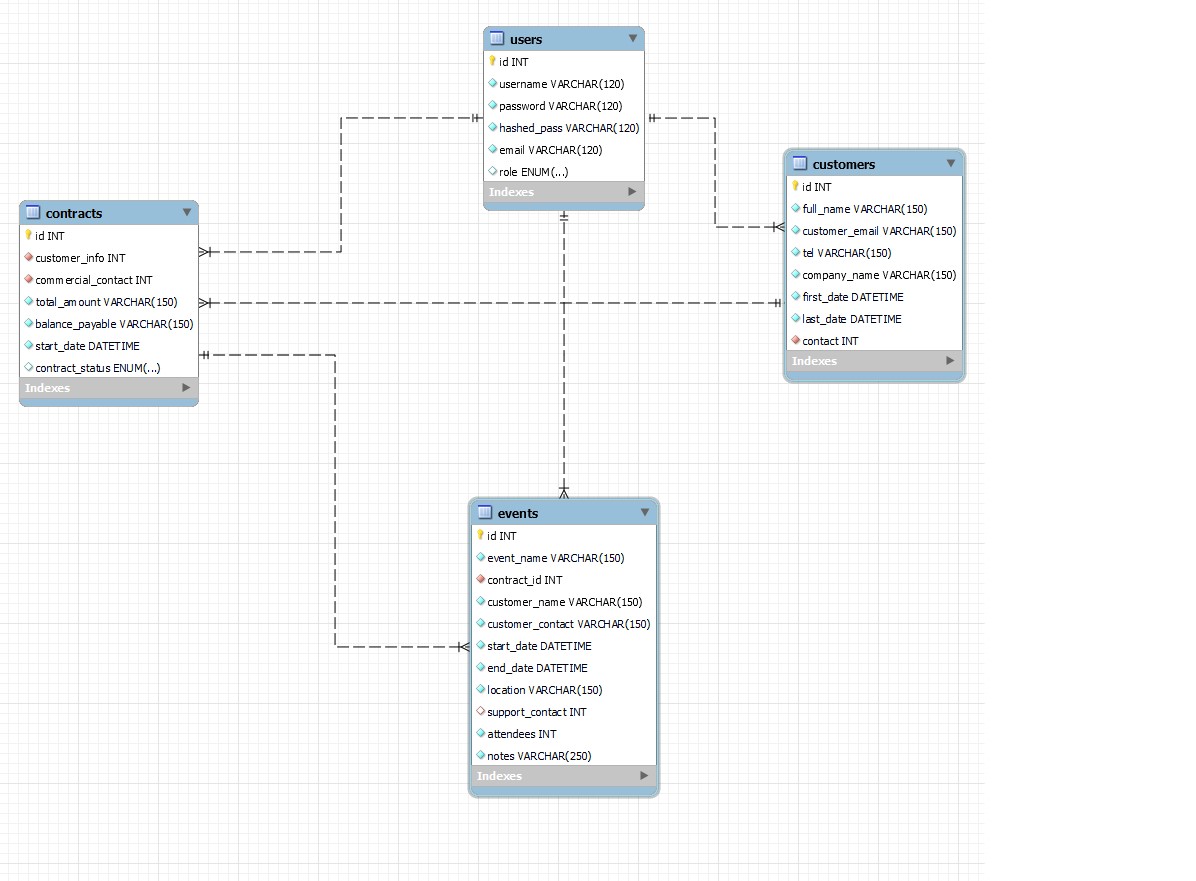 users
id INT
username VARCHAR(120)
password VARCHAR(120)
hashed_pass VARCHAR(120)
email VARCHAR(120)
role ENUM(...)
Indexes
customers
id INT
full_name VARCHAR(150)
customer_email VARCHAR(150)
tel VARCHAR(150)
company_name VARCHAR(150)
first_date DATETIME
last_date DATETIME
contact INT
Indexes
contracts
id INT
customer_info INT
commercial_contact INT
total_amount VARCHAR(150)
balance_payable VARCHAR(150)
start_date DATETIME
contract_status ENUM(...)
Indexes
events
id INT
event_name VARCHAR(150)
contract_id INT
customer_name VARCHAR(150)
customer_contact VARCHAR(150)
start_date DATETIME
end_date DATETIME
location VARCHAR(150)
support_contact INT
attendees INT
notes VARCHAR(250)
Indexes